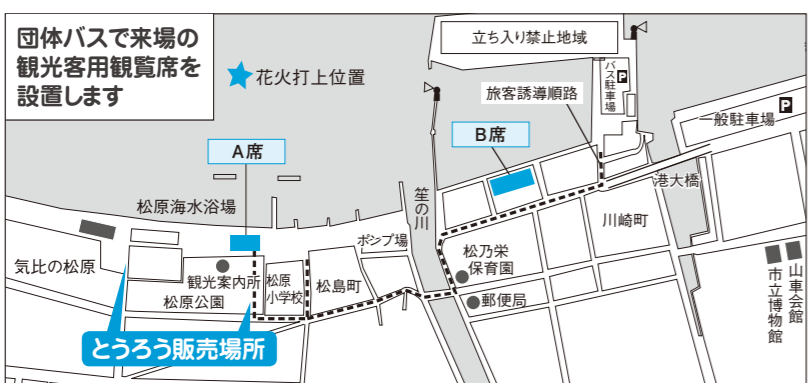 団体バスで来場の
観光客用観覧席を
設置します
花火打上位置
立ち入り禁止地域
旅客誘導順路
バス駐車場
P
P
一般駐車場
A席
B席
港大橋
松原海水浴場
笙の川
川崎町
ポンプ場
気比の松原
観光案内所
松原公園
松原
小学校
松島町
松乃栄
保育園
郵便局
市立博物館
山車会館
とうろう販売場所